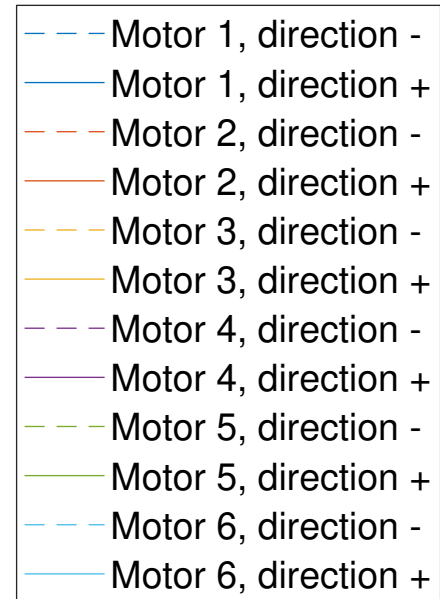 Motor 1, direction -
Motor 1, direction +
Motor 2, direction -
Motor 2, direction +
Motor 3, direction -
Motor 3, direction +
Motor 4, direction -
Motor 4, direction +
Motor 5, direction -
Motor 5, direction +
Motor 6, direction -
Motor 6, direction +